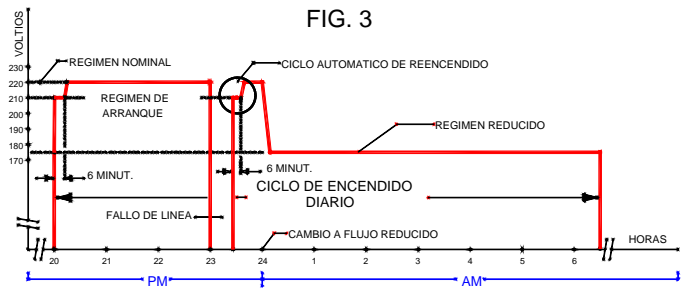 FIG. 3
VOLTIOS
REGIMEN NOMINAL
CICLO AUTOMATICO DE REENCENDIDO
230
220
210
200
190
180
170
REGIMEN DE
ARRANQUE
REGIMEN REDUCIDO
6 MINUT.
6 MINUT.
CICLO DE ENCENDIDO
DIARIO
FALLO DE LINEA
CAMBIO A FLUJO REDUCIDO
HORAS
20 21 22 23 24 1 2 3 4 5 6
PM AM